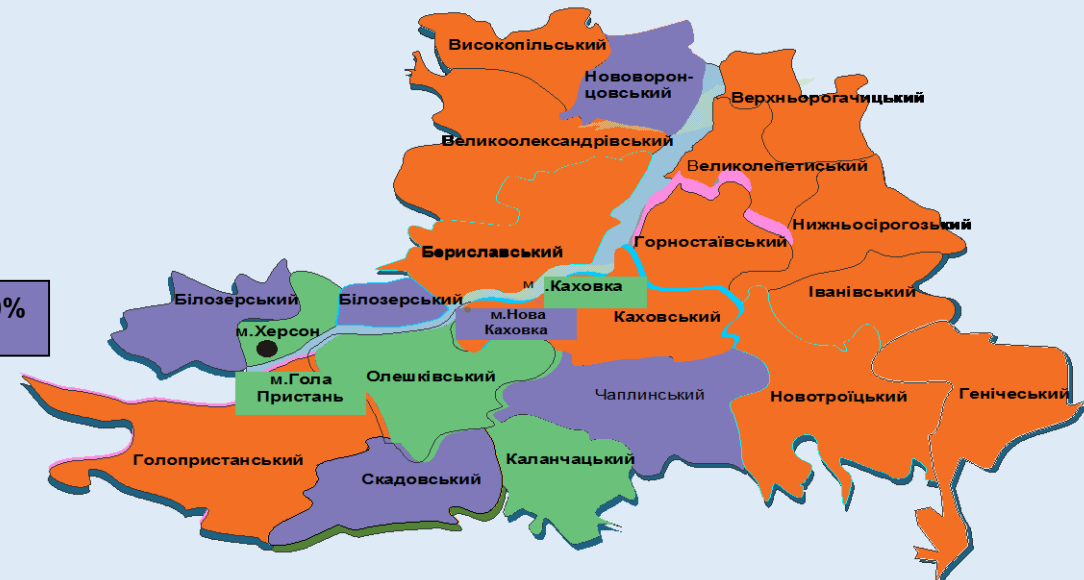 Високопільський
Нововорон-
цовський
Верхньорогачицький
Великоолександрівський
Великолепетиський
Нижньосірогозький
Горностаївський
Бериславський
м .Каховка
Іванівський
Білозерський
Білозерський
%
м.Нова
Каховка
Каховський
м.Херсон
м.Гола
Пристань
Олешківський
Чаплинський
Новотроїцький
Генічеський
Голопристанський
Каланчацький
Скадовський